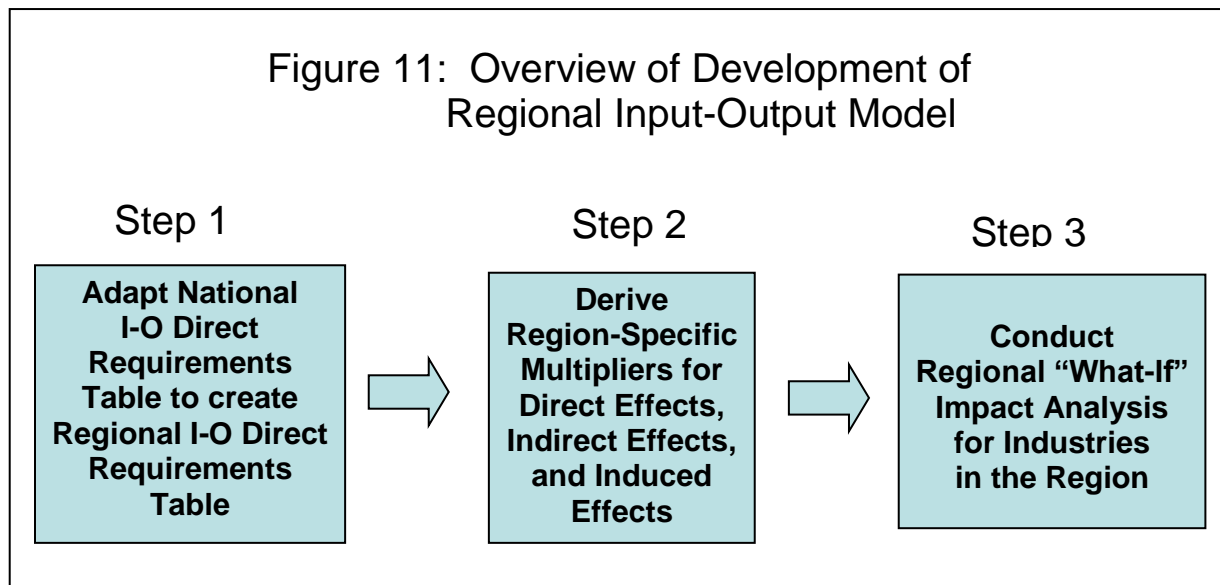 Figure 11: Overview of Development of
Regional Input-Output Model
Step 1
Adapt National
I-O Direct
Requirements
Table to create
Regional I-O Direct
Requirements
Table
Step 2
Derive
Region-Specific
Multipliers for
Direct Effects,
Indirect Effects,
and Induced
Effects
Step 3
Conduct
Regional “What-If”
Impact Analysis
for Industries
in the Region